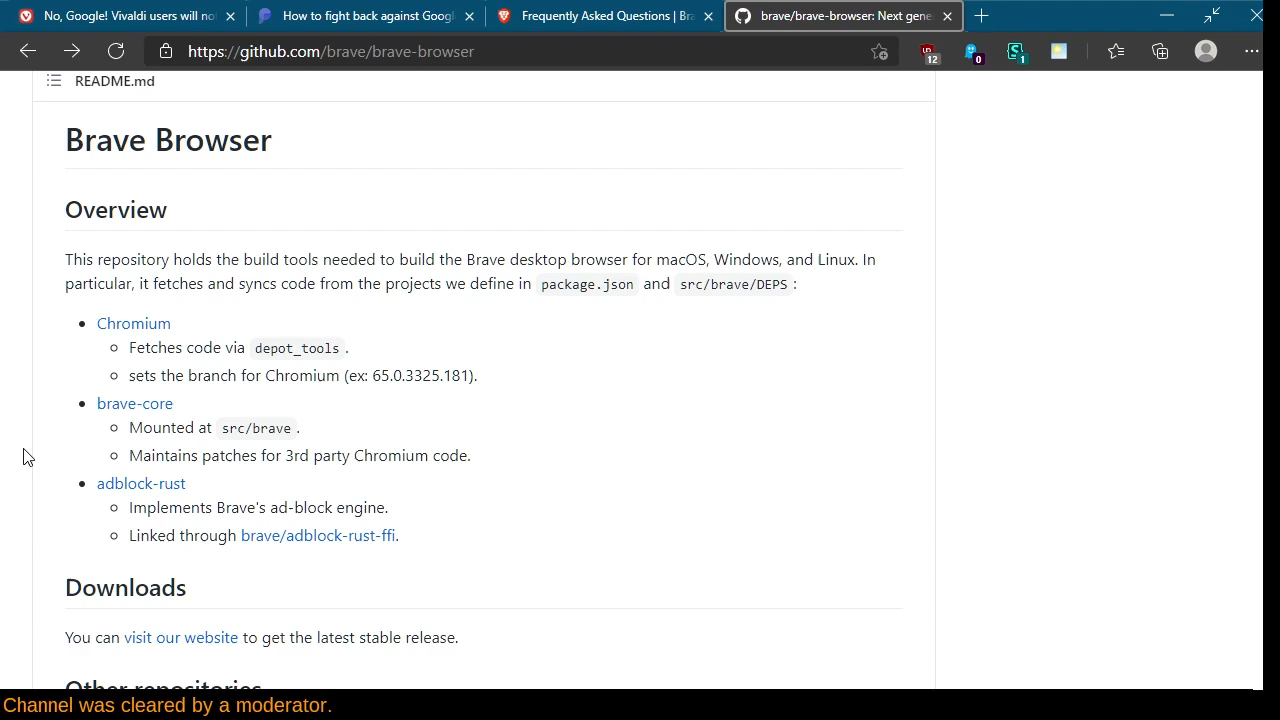 No, Google! Vivaldi users will no
How to fight back against Googl
Frequently Asked Questions | Bra
brave/brave-browser: Next gene
https://github.com/brave/brave-browser
12
0
1
README.md
Brave Browser
Overview
This repository holds the build tools needed to build the Brave desktop browser for macOS, Windows, and Linux. In
particular, it fetches and syncs code from the projects we define in package.json and src/brave/DEPS :
Chromium
Fetches code via depot_tools .
sets the branch for Chromium (ex: 65.0.3325.181).
brave-core
Mounted at src/brave .
Maintains patches for 3rd party Chromium code.
adblock-rust
Implements Brave's ad-block engine.
Linked through brave/adblock-rust-ffi.
Downloads
You can visit our website to get the latest stable release.
Other repositories
Channel was cleared by a moderator.